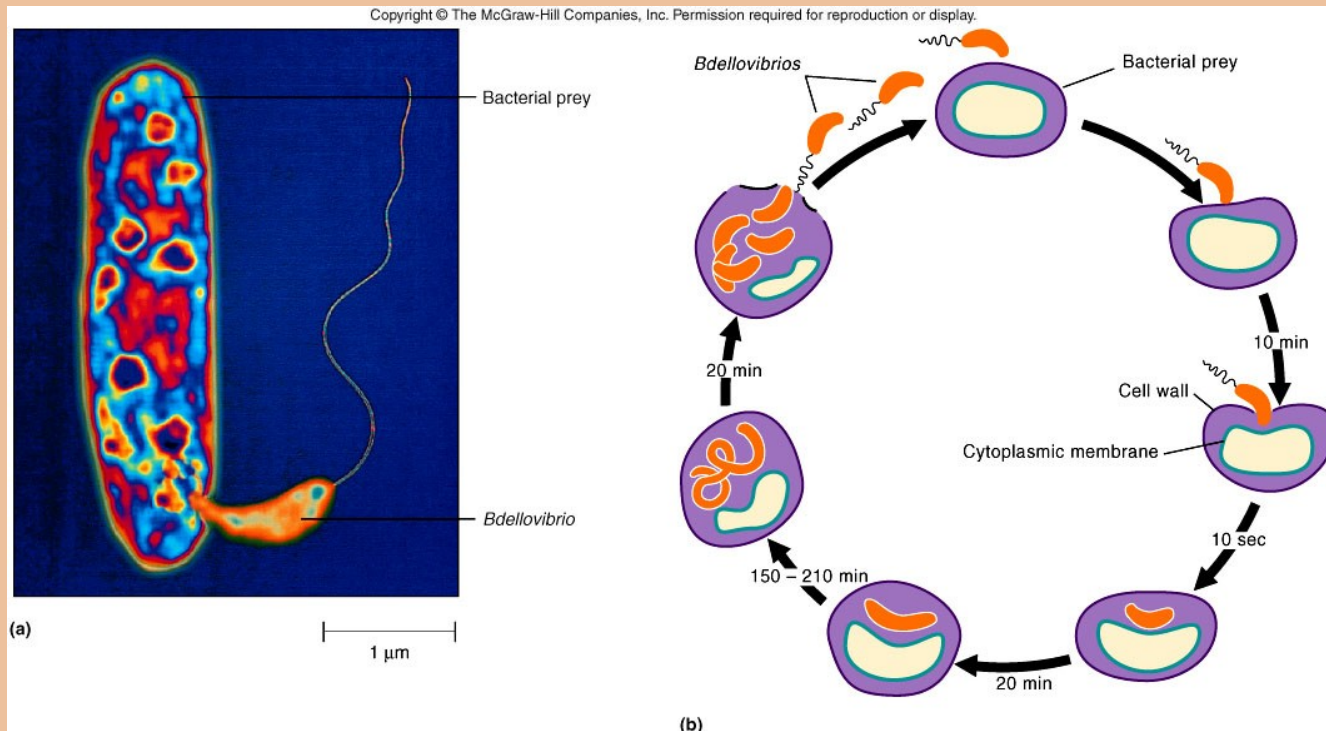 Copyright © The McGraw-Hill Companies, Inc. Permission required for reproduction or display.
Bacterial prey
Bdellovibrio
(a)
1 μm
Bdellovibrios
Bacterial prey
10 min
Cell wall
Cytoplasmic membrane
10 sec
20 min
150 – 210 min
20 min
(b)